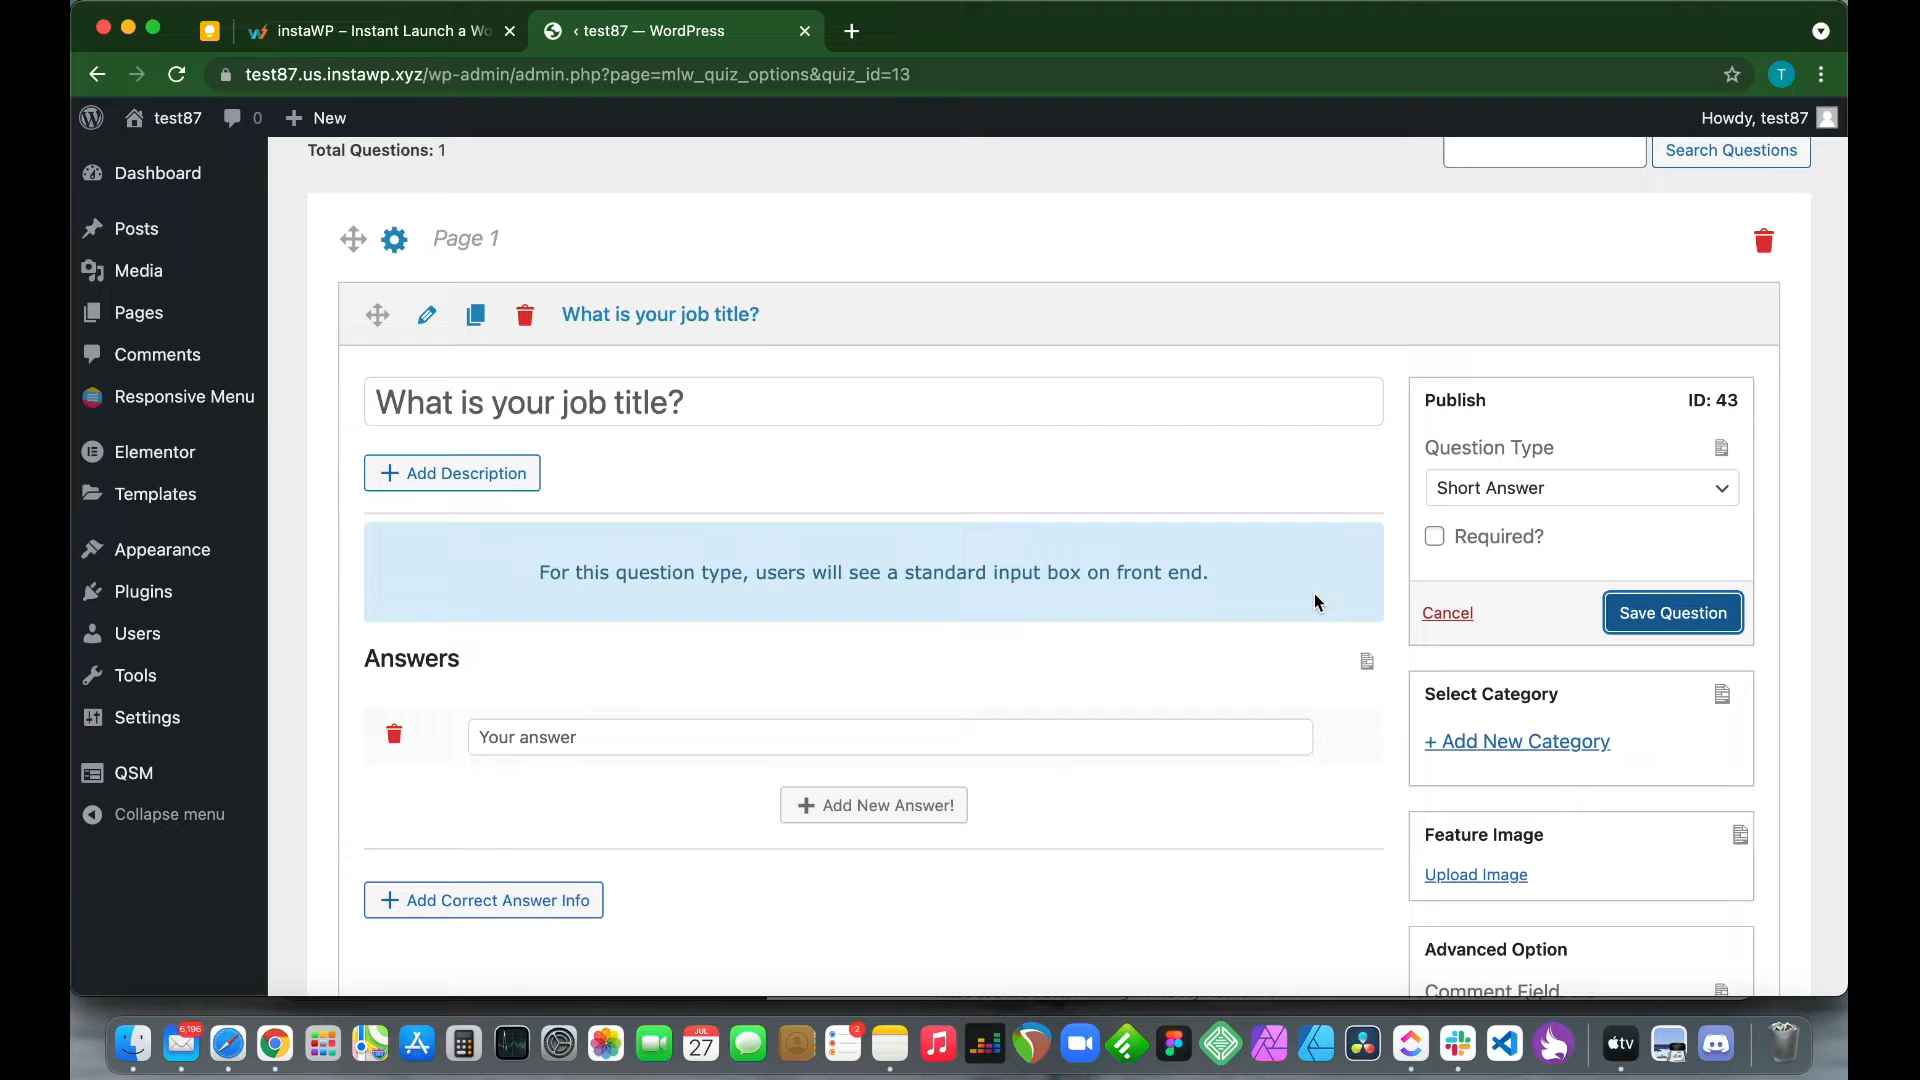 instaWP – Instant Launch a Wo
‹ test87 — WordPress
test87.us.instawp.xyz/wp-admin/admin.php?page=mlw_quiz_options&quiz_id=13
T
test87
0
New
Howdy, test87
Dashboard
Posts
Media
Pages
Comments
Responsive Menu
Elementor
Templates
Appearance
Plugins
Users
Tools
Settings
QSM
Collapse menu
Total Questions: 1
Search Questions
Page 1
What is your job title?
What is your job title?
Add Description
For this question type, users will see a standard input box on front end.
Answers
Your answer
Add New Answer!
Add Correct Answer Info
Publish ID: 43
Question Type
Short Answer
Required?
Cancel
Save Question
Select Category
+ Add New Category
Feature Image
Upload Image
Advanced Option
Comment Field
6,196
JUL
27
2
tv